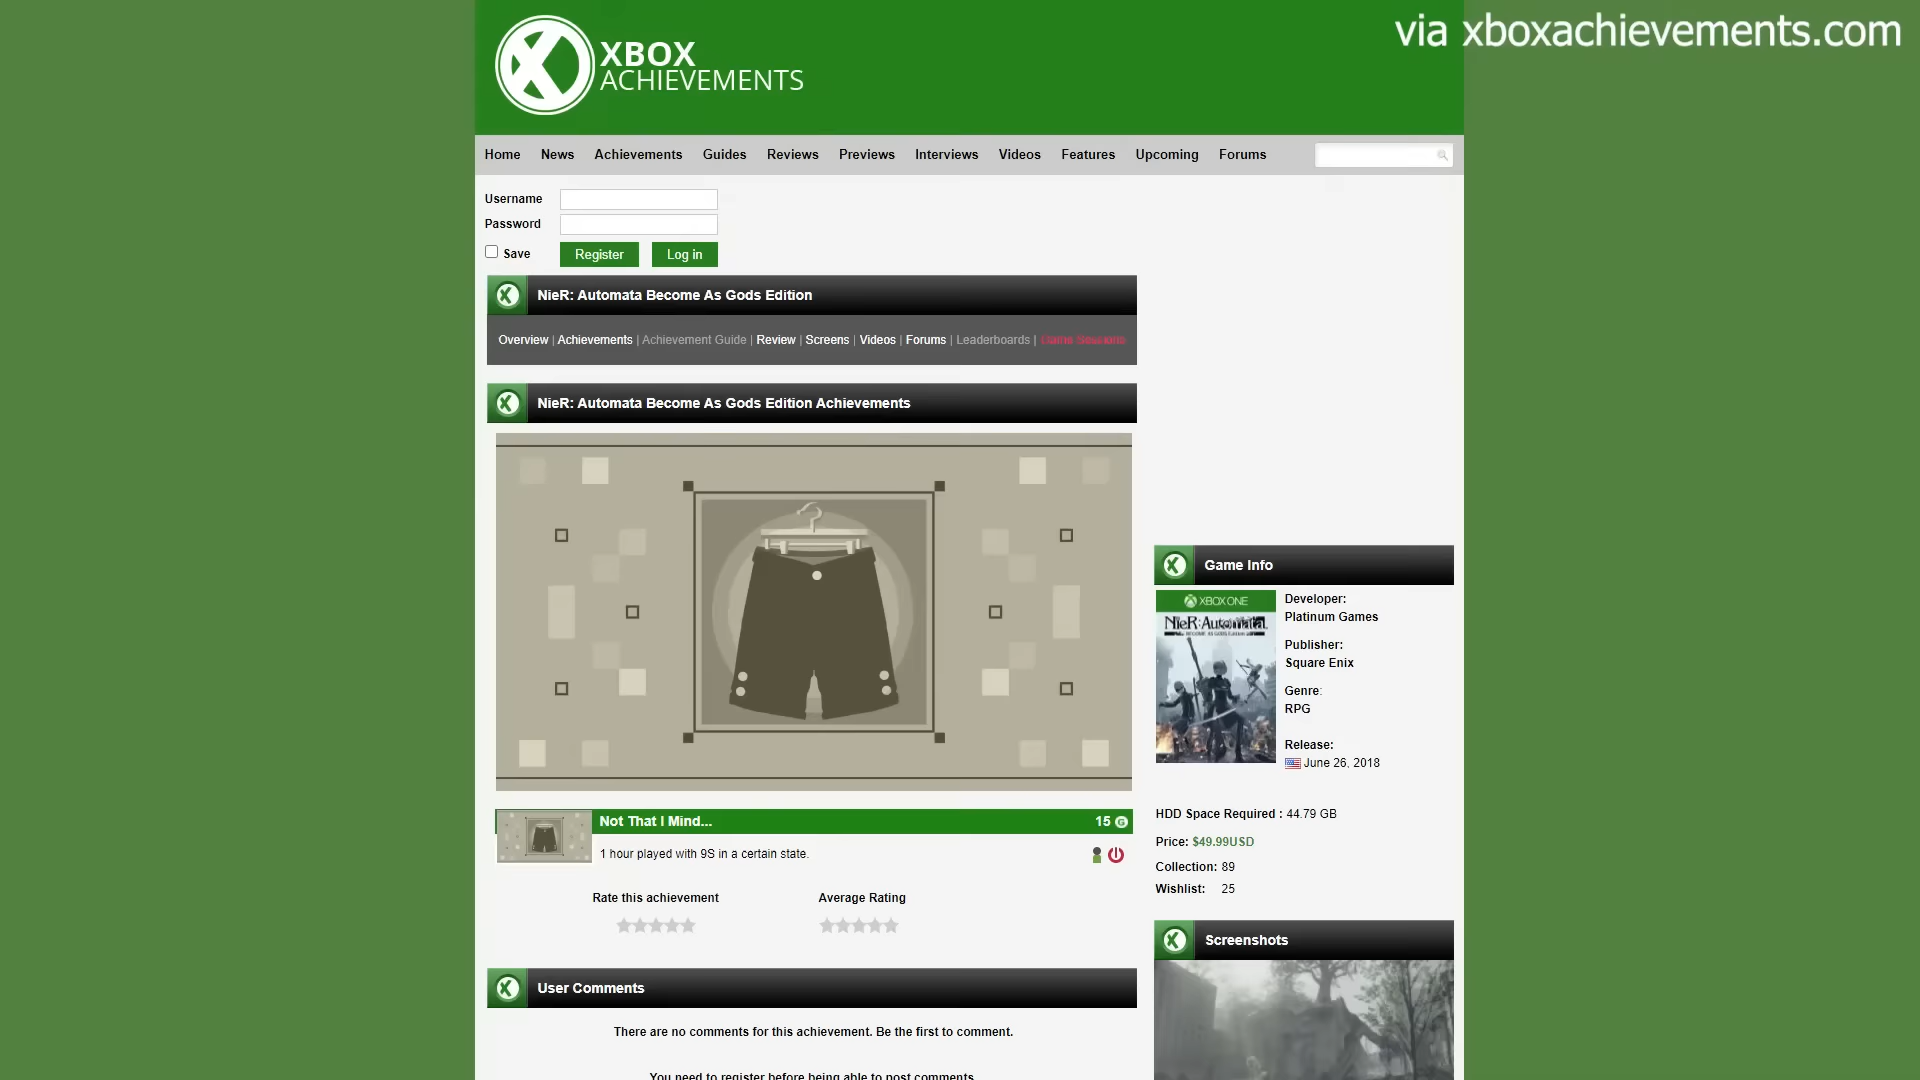 via xboxachievements.com
XBOX
ACHIEVEMENTS
Home News Achievements Guides Reviews Previews Interviews Videos Features Upcoming Forums
Username
Password
Save Register Log in
NieR: Automata Become As Gods Edition
Overview | Achievements | Achievement Guide | Review | Screens | Videos | Forums | Leaderboards | Game Sessions
NieR: Automata Become As Gods Edition Achievements
Not That I Mind... 15 G
1 hour played with 9S in a certain state.
Rate this achievement Average Rating
User Comments
There are no comments for this achievement. Be the first to comment.
You need to register before being able to post comments
Game Info
XBOX ONE
NieR:Automata
BECOME AS GODS Edition
Developer:
Platinum Games
Publisher:
Square Enix
Genre:
RPG
Release:
June 26, 2018
HDD Space Required : 44.79 GB
Price: $49.99USD
Collection: 89
Wishlist: 25
Screenshots